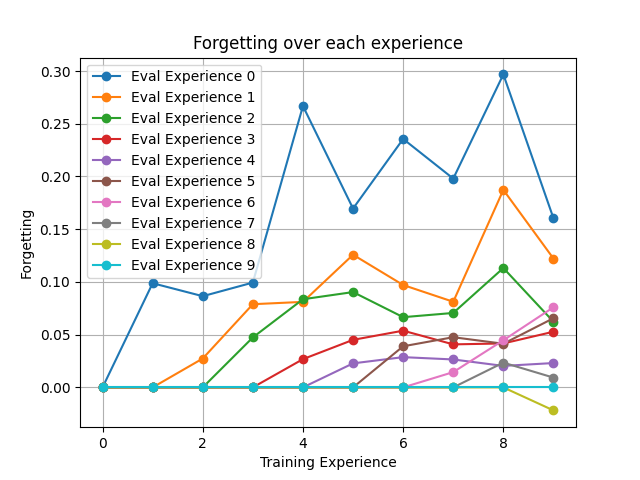 Forgetting over each experience
0.30
0.25
0.20
0.15
0.10
0.05
0.00
Forgetting
Eval Experience 0
Eval Experience 1
Eval Experience 2
Eval Experience 3
Eval Experience 4
Eval Experience 5
Eval Experience 6
Eval Experience 7
Eval Experience 8
Eval Experience 9
0 2 4 6 8
Training Experience